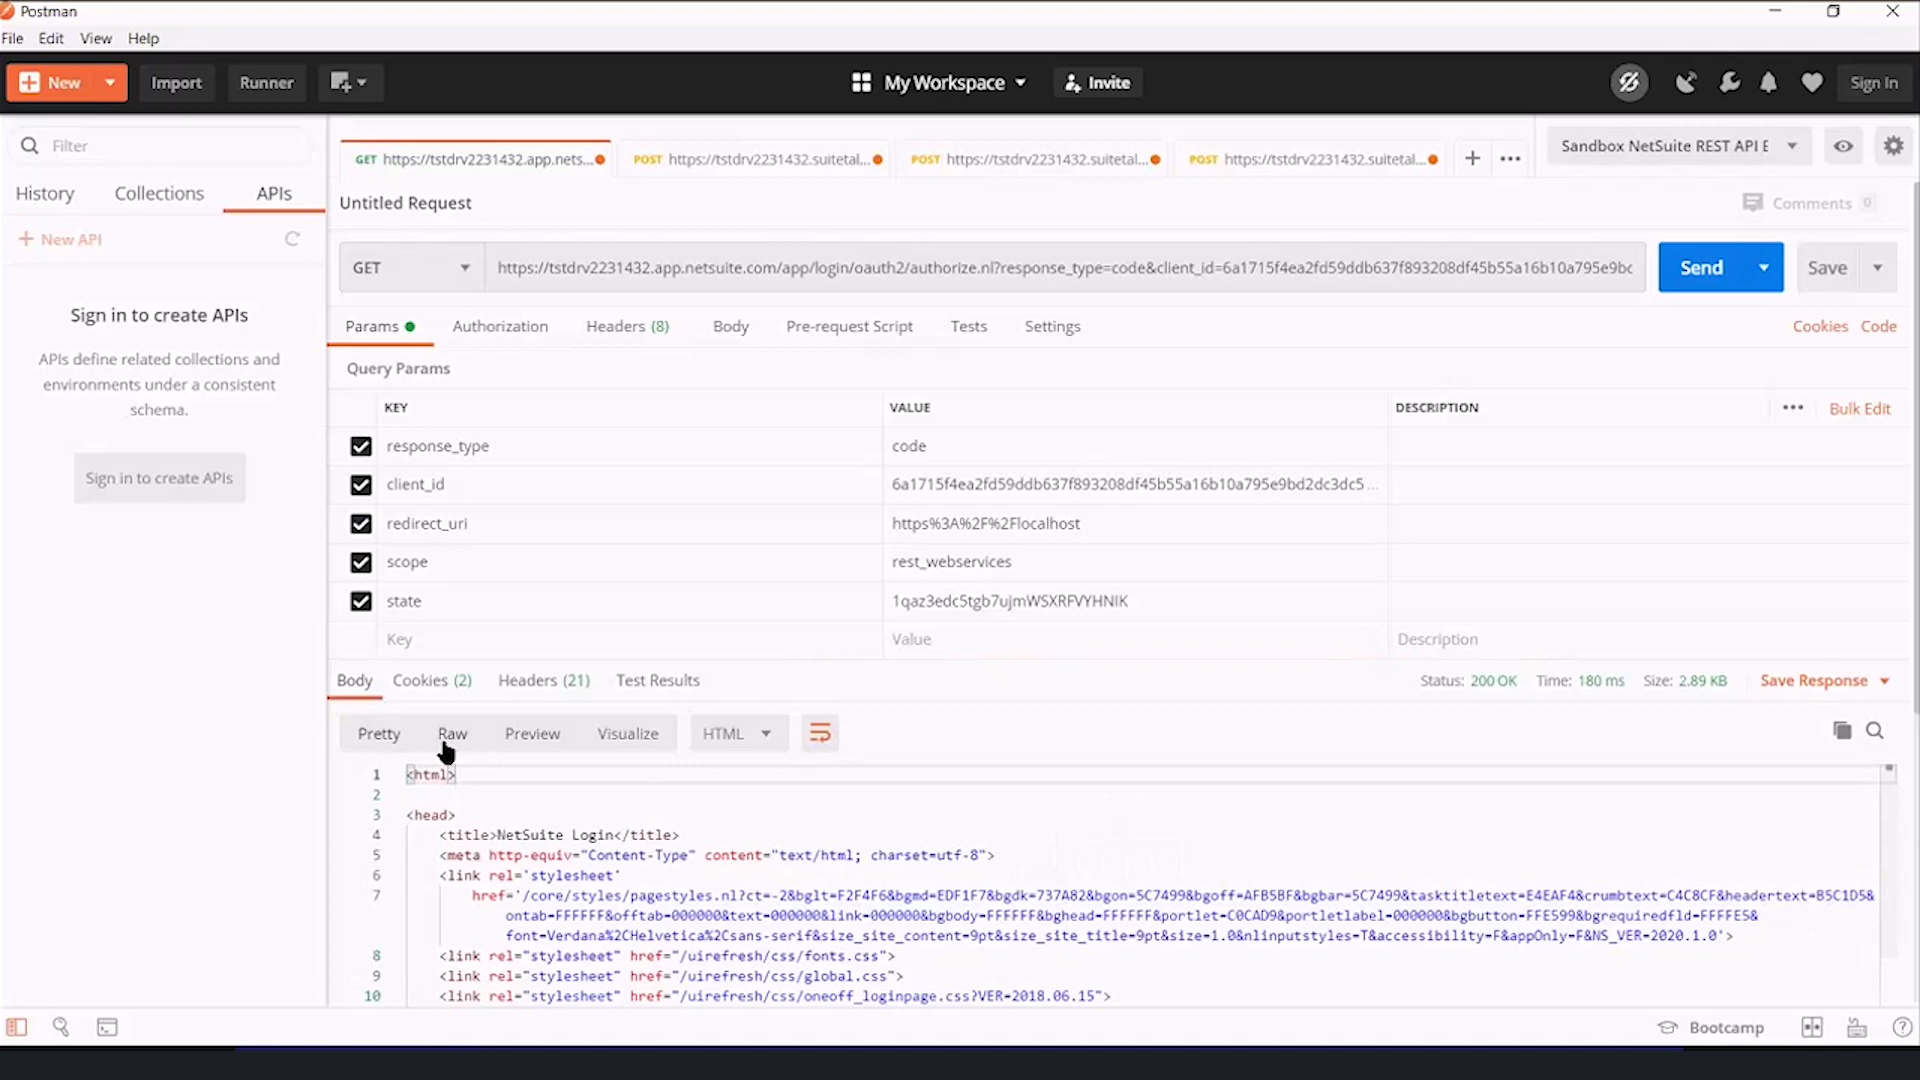 Postman
File Edit View Help
New Import Runner My Workspace Invite Sign In
Filter
History Collections APIs
New API
Sign in to create APIs
APIs define related collections and
environments under a consistent
schema.
Sign in to create APIs
GET https://tstdrv2231432.app.nets... POST https://tstdrv2231432.suitetal... POST https://tstdrv2231432.suitetal... POST https://tstdrv2231432.suitetal... Sandbox NetSuite REST API E
Untitled Request Comments 0
GET https://tstdrv2231432.app.netsuite.com/app/login/oauth2/authorize.nl?response_type=code&client_id=6a1715f4ea2fd59ddb637f893208df45b55a16b10a795e9bc Send Save
Params Authorization Headers (8) Body Pre-request Script Tests Settings Cookies Code
Query Params
KEY VALUE DESCRIPTION ••• Bulk Edit
response_type code
client_id 6a1715f4ea2fd59ddb637f893208df45b55a16b10a795e9bd2dc3dc5 ...
redirect_uri https%3A%2F%2Flocalhost
scope rest_webservices
state 1qaz3edc5tgb7ujmWSXRFVYHNIK
Key Value Description
Body Cookies (2) Headers (21) Test Results Status: 200 OK Time: 180 ms Size: 2.89 KB Save Response
Pretty Raw Preview Visualize HTML
1 <html>
2
3 <head>
4 <title>NetSuite Login</title>
5 <meta http-equiv="Content-Type" content="text/html; charset=utf-8">
6 <link rel='stylesheet'
7 href='/core/styles/pagestyles.nl?ct=-2&bglt=F2F4F6&bgmd=EDF1F7&bgdk=737A82&bgon=5C7499&bgoff=AFB5BF&bgbar=5C7499&tasktitletext=E4EAF4&crumbtext=C4C8CF&headertext=B5C1D5&
ontab=FFFFFF&offtab=000000&text=000000&link=000000&bgbody=FFFFFF&bghead=FFFFFF&portlet=C0CAD9&portletlabel=000000&bgbutton=FFE599&bgrequiredfld=FFFFE5&
font=Verdana%2CHelvetica%2Csans-serif&size_site_content=9pt&size_site_title=9pt&size=1.0&nlinputstyles=T&accessibility=F&appOnly=F&NS_VER=2020.1.0'>
8 <link rel="stylesheet" href="/uirefresh/css/fonts.css">
9 <link rel="stylesheet" href="/uirefresh/css/global.css">
10 <link rel="stylesheet" href="/uirefresh/css/oneoff_loginpage.css?VER=2018.06.15">
Bootcamp